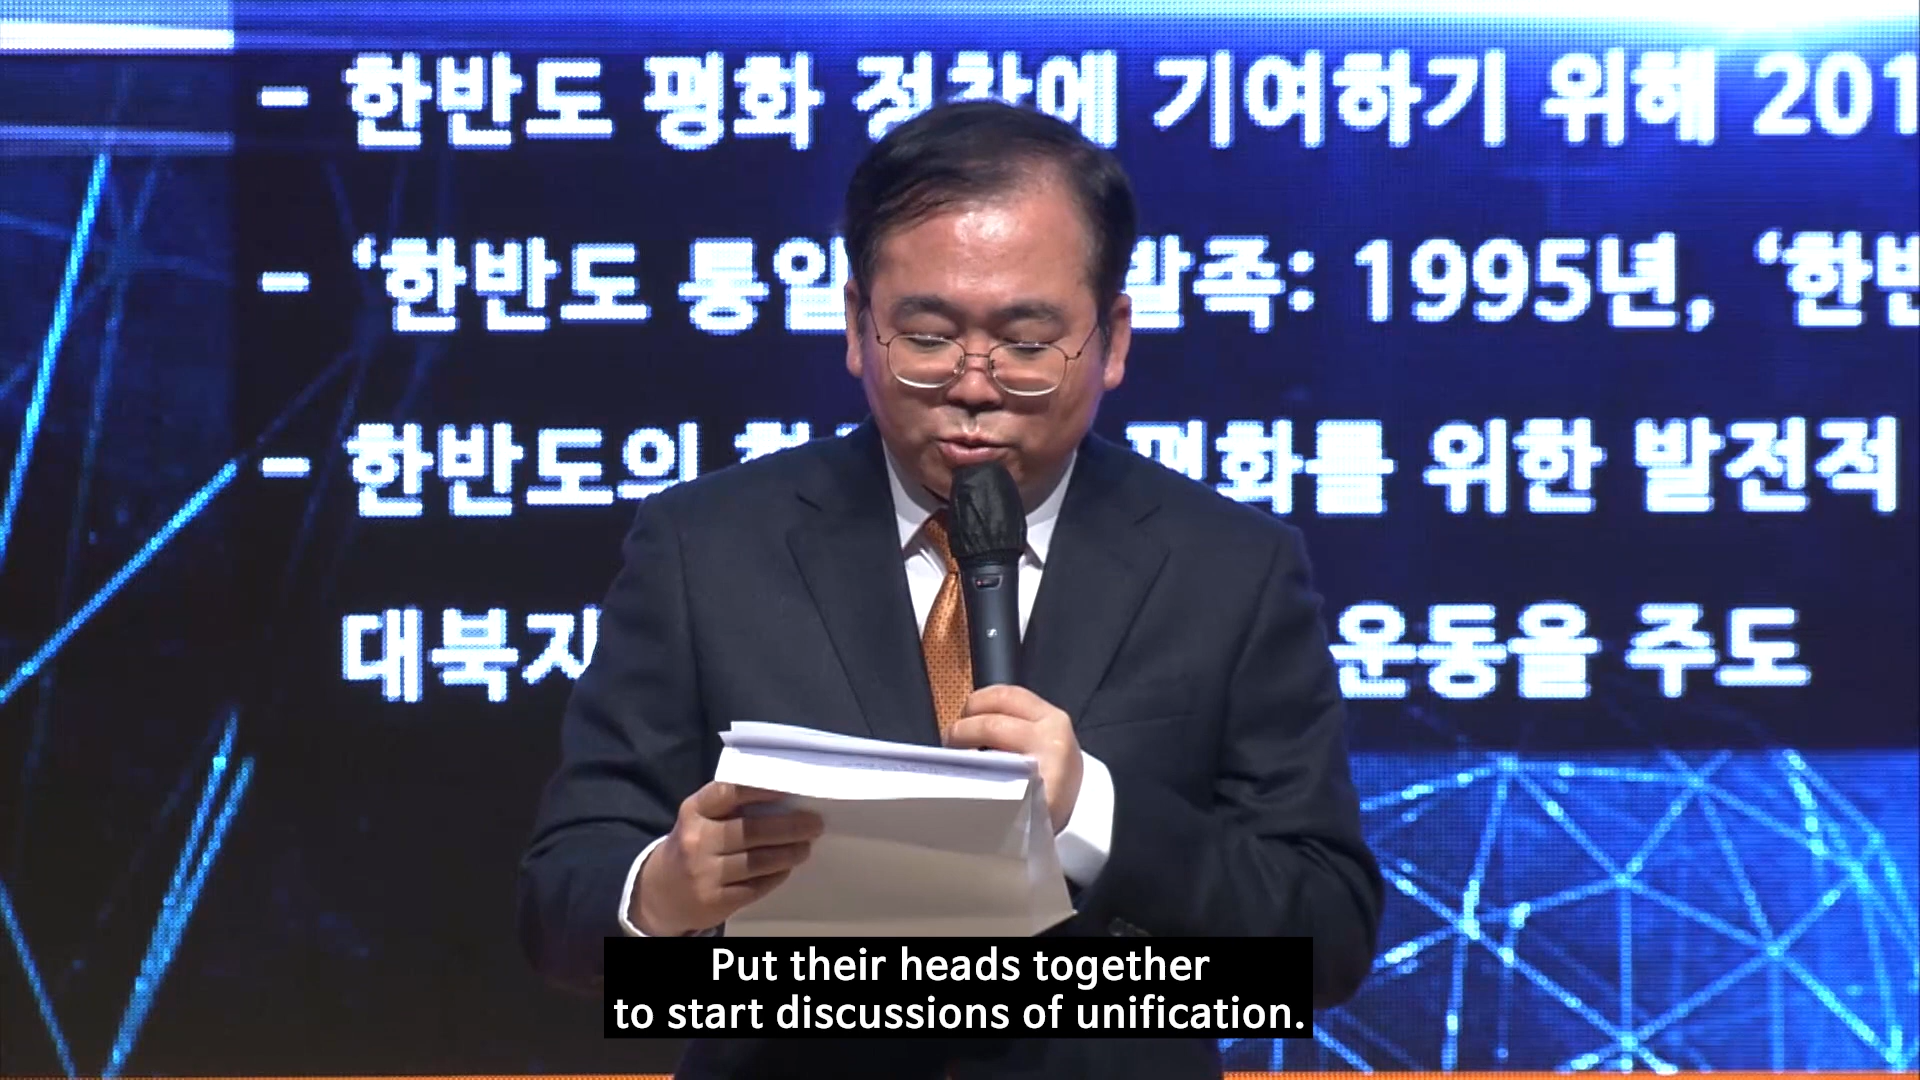 - 한반도 평화 정착에 기여하기 위해 201
- ‘한반도 통일 발족: 1995년, ‘한반
- 한반도의 평화를 위한 발전적
대북지 운동을 주도
Put their heads together
to start discussions of unification.